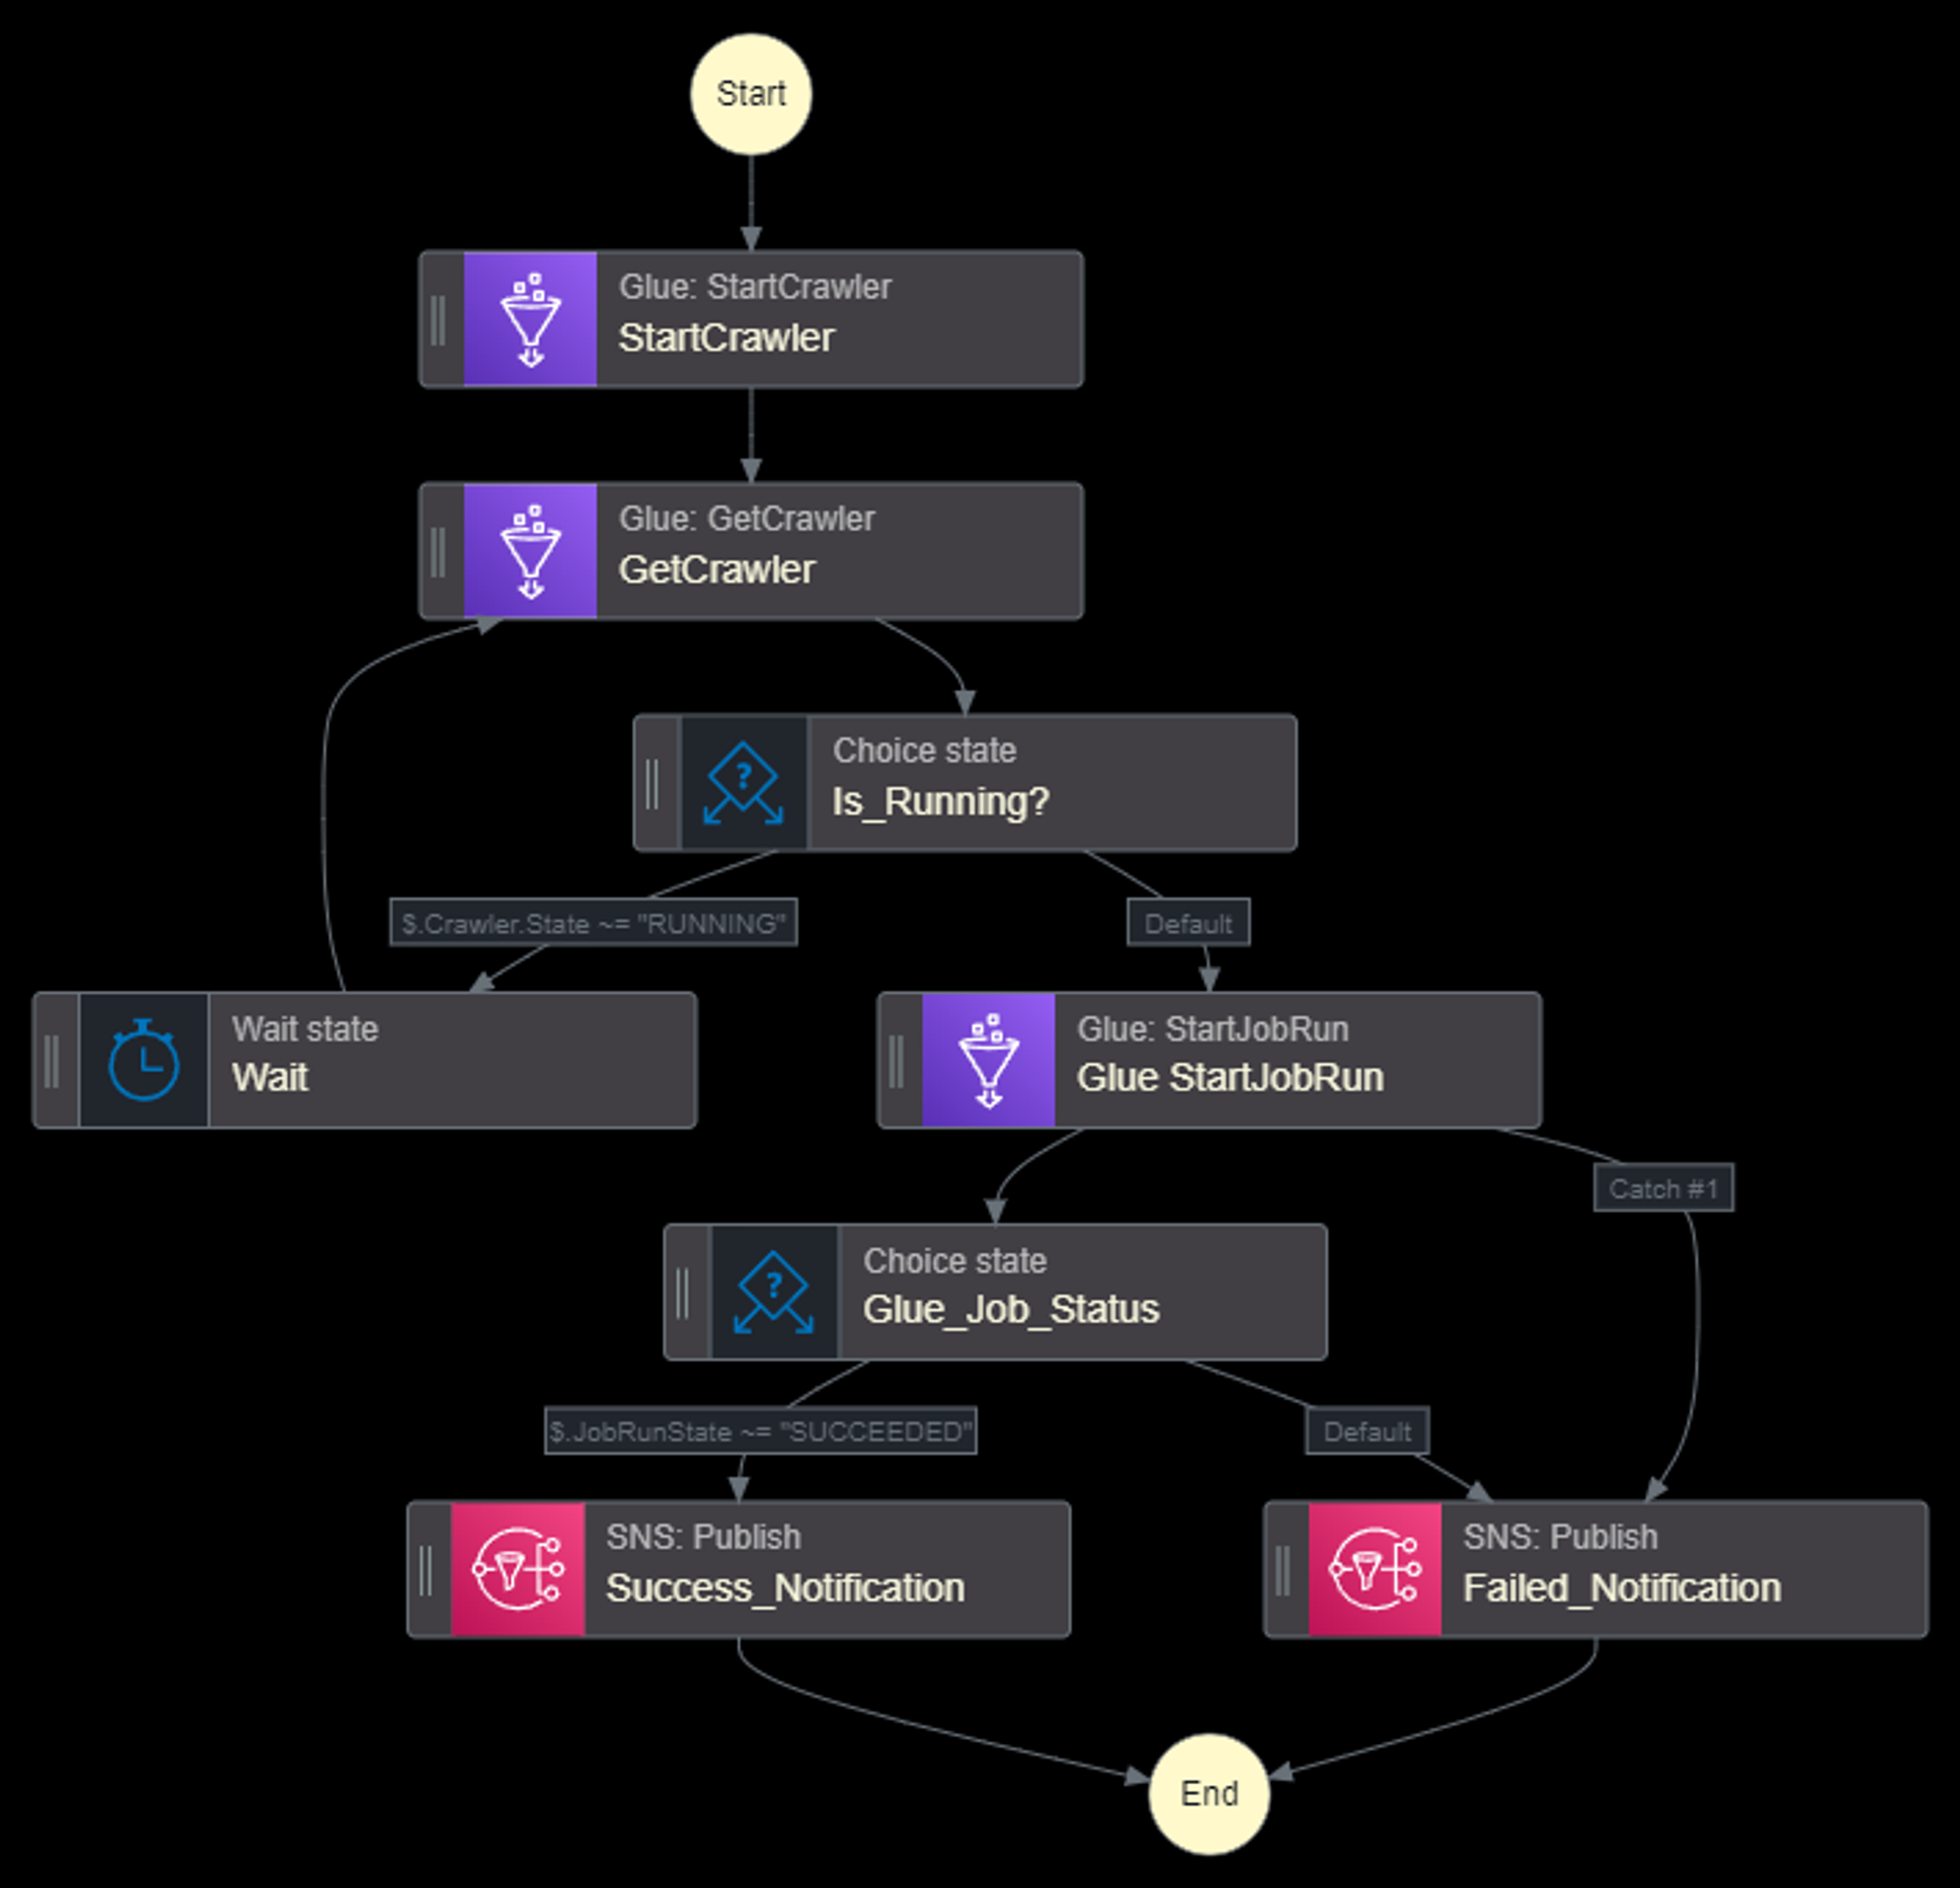 Start
Glue: StartCrawler
StartCrawler
Glue: GetCrawler
GetCrawler
Choice state
Is_Running?
$.Crawler.State ~= "RUNNING"
Default
Wait state
Wait
Glue: StartJobRun
Glue StartJobRun
Catch #1
Choice state
Glue_Job_Status
$.JobRunState ~= "SUCCEEDED"
Default
SNS: Publish
Success_Notification
SNS: Publish
Failed_Notification
End